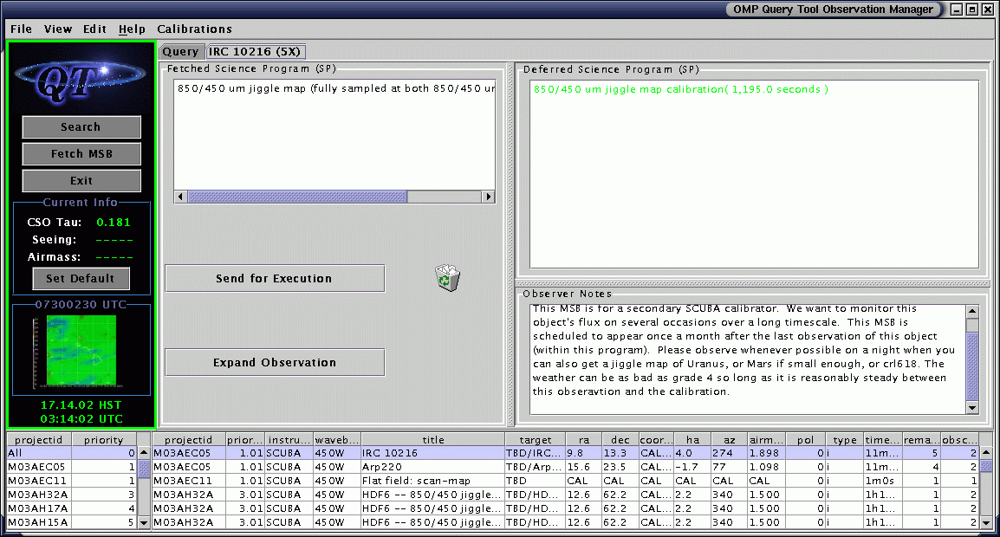 OMP Query Tool Observation Manager
File View Edit Help Calibrations
QT
Search
Fetch MSB
Exit
Current Info
CSO Tau: 0.181
Seeing: -----
Airmass: -----
Set Default
07300230 UTC
17.14.02 HST
03:14:02 UTC
Query IRC 10216 (5X)
Fetched Science Program (SP)
850/450 um jiggle map (fully sampled at both 850/450 ur
Send for Execution
Expand Observation
Deferred Science Program (SP)
850/450 um jiggle map calibration( 1,195.0 seconds )
Observer Notes
This MSB is for a secondary SCUBA calibrator. We want to monitor this
object's flux on several occasions over a long timescale. This MSB is
scheduled to appear once a month after the last observation of this object
(within this program). Please observe whenever possible on a night when you
can also get a jiggle map of Uranus, or Mars if small enough, or crl618. The
weather can be as bad as grade 4 so long as it is reasonably steady between
this obseravtion and the calibration.
projectid priority
All 0
M03AEC05 1
M03AEC11 1
M03AH32A 3
M03AH17A 4
M03AH15A 5
projectid prior... instru... waveb... title target ra dec coor... ha az airm... pol type time... rema... obsc...
M03AEC05 1.01 SCUBA 450W IRC 10216 TBD/IRC... 9.8 13.3 CAL... 4.0 274 1.898 0 i 11m... 5 2
M03AEC05 1.01 SCUBA 450W Arp220 TBD/Arp... 15.6 23.5 CAL... -1.7 77 1.098 0 i 11m... 4 2
M03AEC11 1.01 SCUBA 450W Flat field: scan-map TBD CAL CAL CAL... CAL CAL CAL 0 i 1m0s 1 1
M03AH32A 3.01 SCUBA 450W HDF6 -- 850/450 jiggle... TBD/HD... 12.6 62.2 CAL... 2.2 340 1.500 0 i 1h1... 1 2
M03AH32A 3.01 SCUBA 450W HDF6 -- 850/450 jiggle... TBD/HD... 12.6 62.2 CAL... 2.2 340 1.500 0 i 1h1... 1 2
M03AH32A 3.01 SCUBA 450W HDF6 -- 850/450 jiggle... TBD/HD... 12.6 62.2 CAL... 2.2 340 1.500 0 i 1h1... 1 2